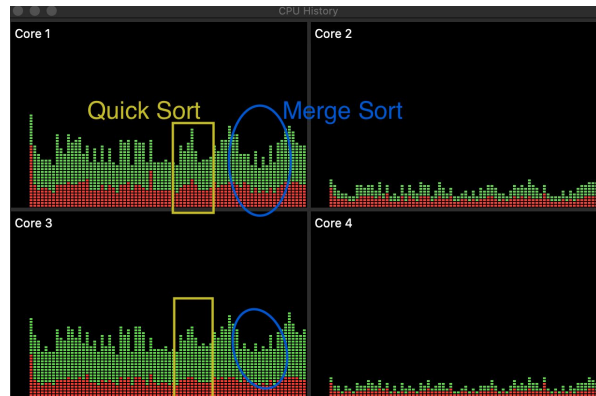 CPU History
Core 1
Core 2
Quick Sort
Merge Sort
Core 3
Core 4